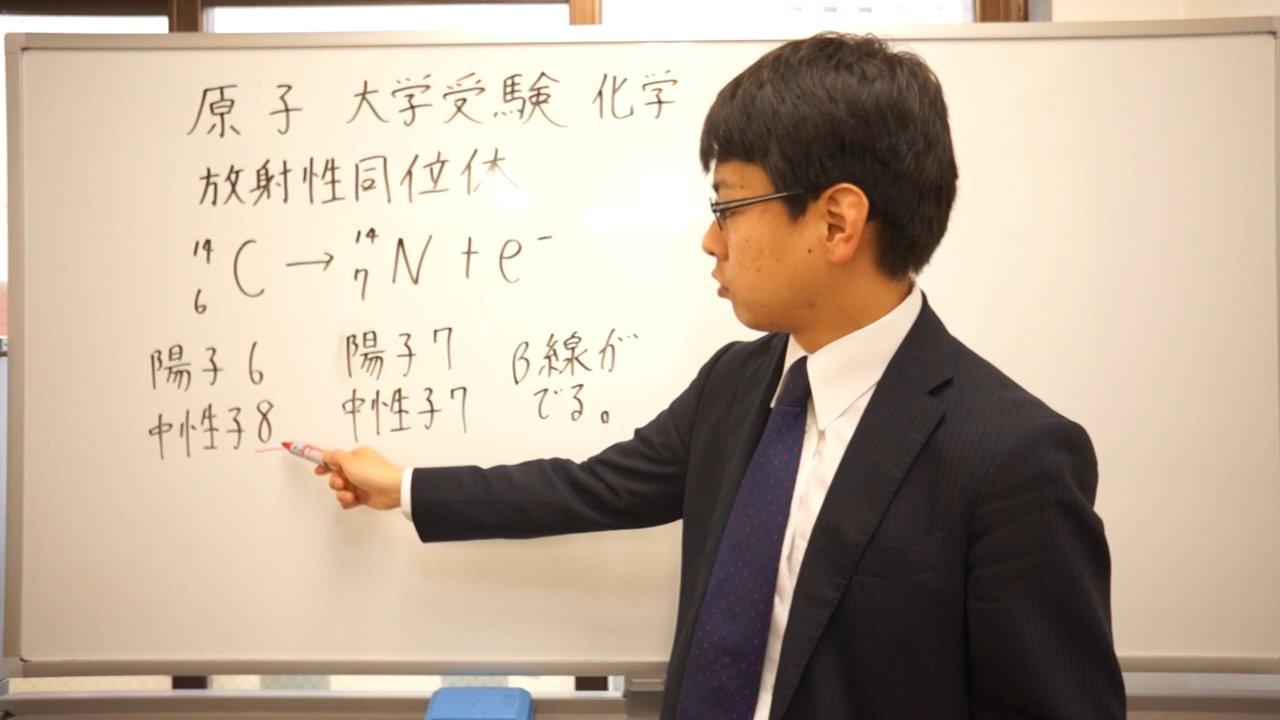 原子 大学受験 化学
放射性同位体
¹⁴₆C → ¹⁴₇N + e⁻
陽子 6 陽子 7 β線が
中性子8 中性子7 でる。